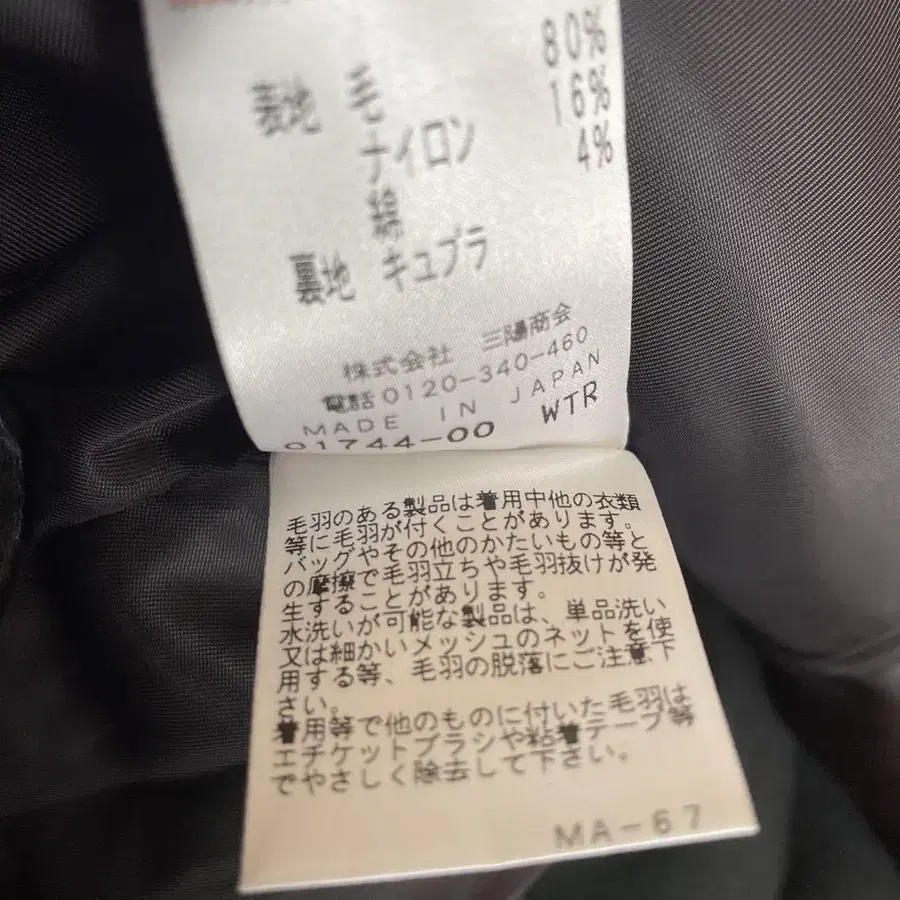 表地 毛 80%
ナイロン 16%
綿 4%
裏地 キュプラ
株式会社 三陽商会
電話0120-340-460
MADE IN JAPAN
01744-00 WTR
毛羽のある製品は着用中他の衣類
等に毛羽が付くことがあります。
バッグやその他のかたいもの等と
の摩擦で毛羽立ちや毛羽抜けが発
生することがあります。
水洗いが可能な製品は、単品洗い
又は細かいメッシュのネットを使
用する等、毛羽の脱落にご注意下
さい。
着用等で他のものに付いた毛羽は
エチケットブラシや粘着テープ等
でやさしく除去して下さい。
MA-67